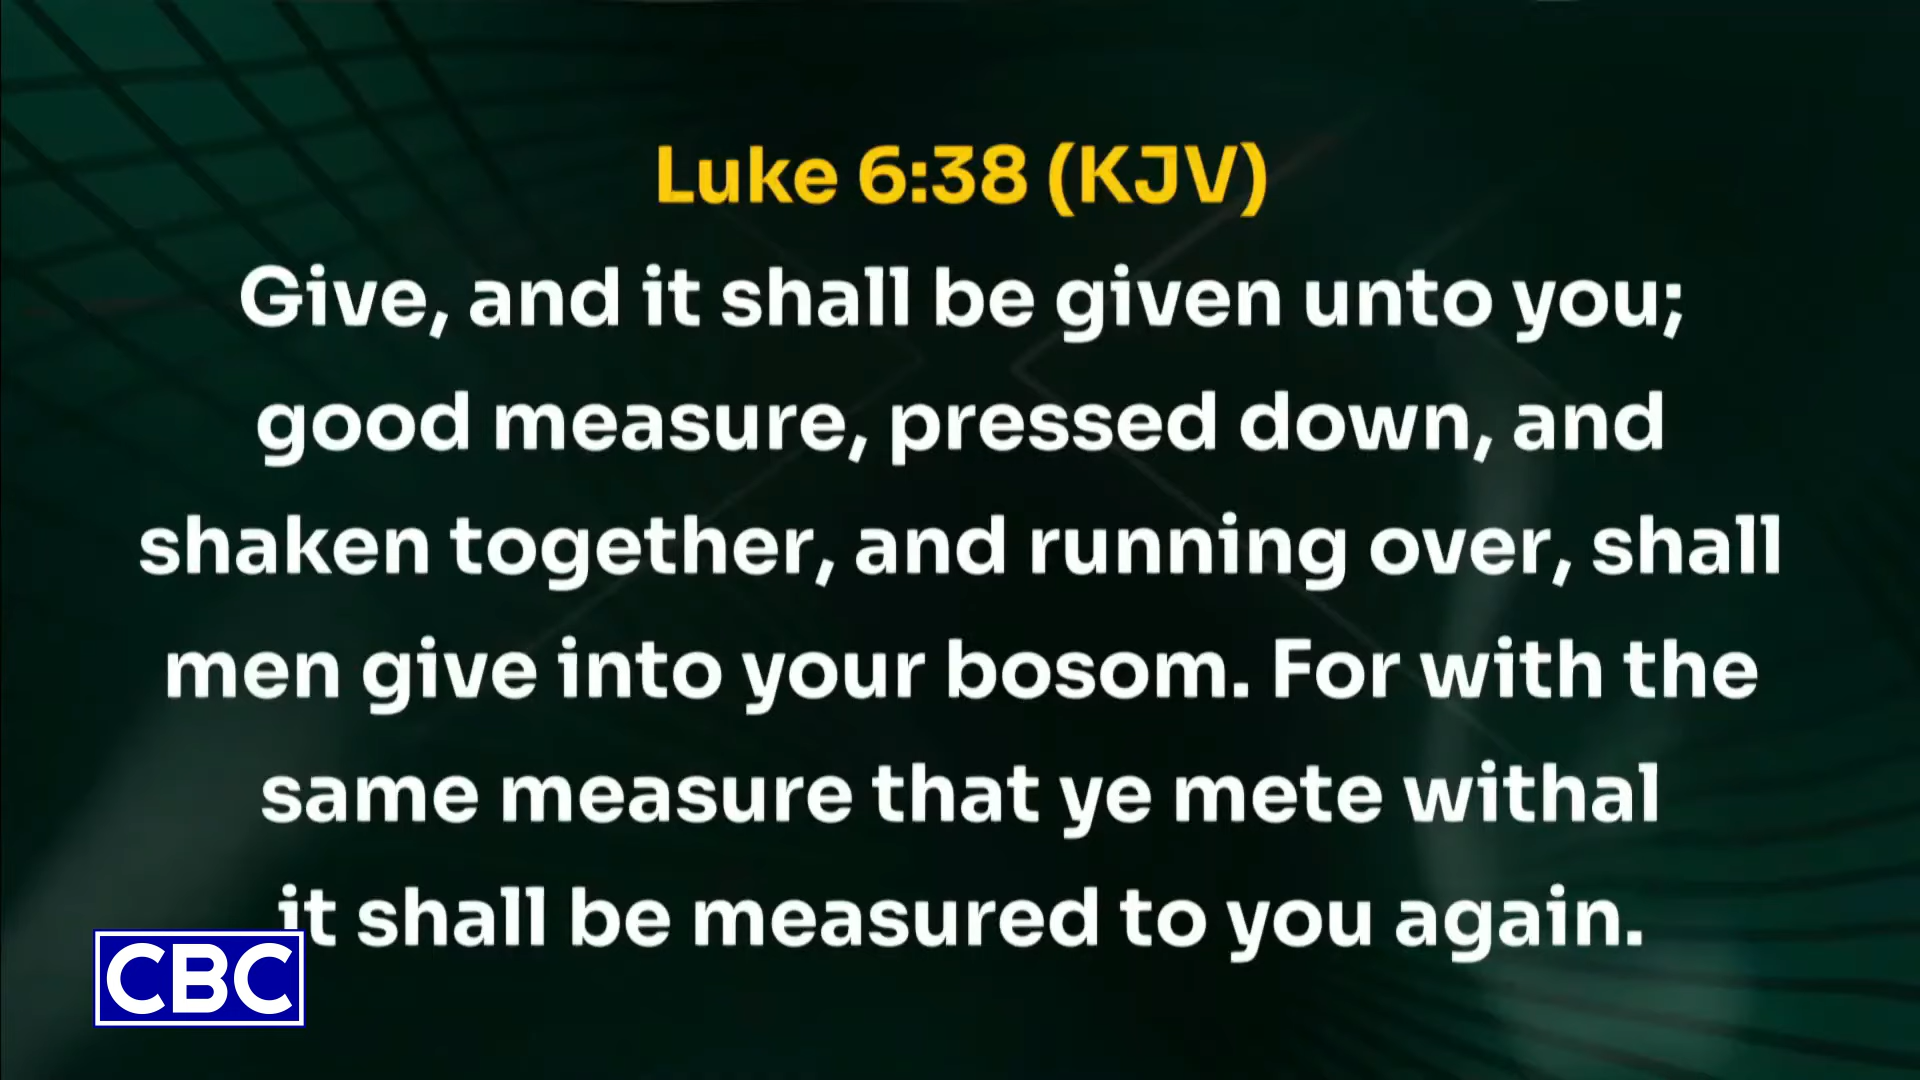 Luke 6:38 (KJV)
Give, and it shall be given unto you;
good measure, pressed down, and
shaken together, and running over, shall
men give into your bosom. For with the
same measure that ye mete withal
it shall be measured to you again.
CBC